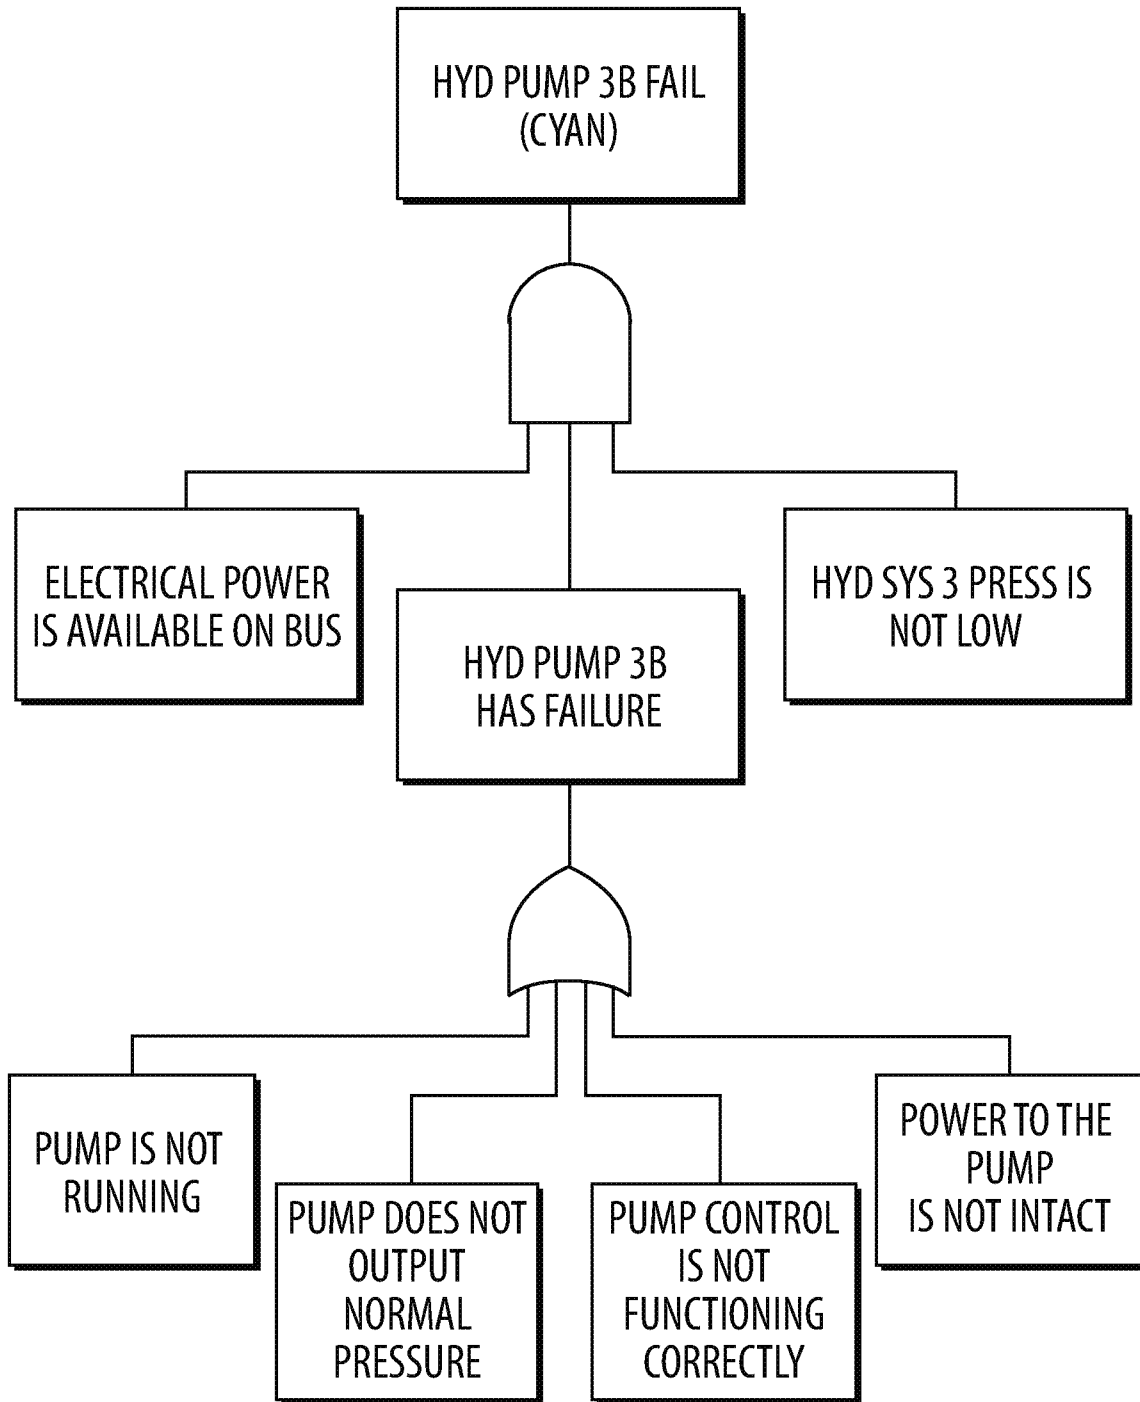 HYD PUMP 3B FAIL
(CYAN)
ELECTRICAL POWER
IS AVAILABLE ON BUS
HYD PUMP 3B
HAS FAILURE
HYD SYS 3 PRESS IS
NOT LOW
PUMP IS NOT
RUNNING
PUMP DOES NOT
OUTPUT
NORMAL
PRESSURE
PUMP CONTROL
IS NOT
FUNCTIONING
CORRECTLY
POWER TO THE
PUMP
IS NOT INTACT